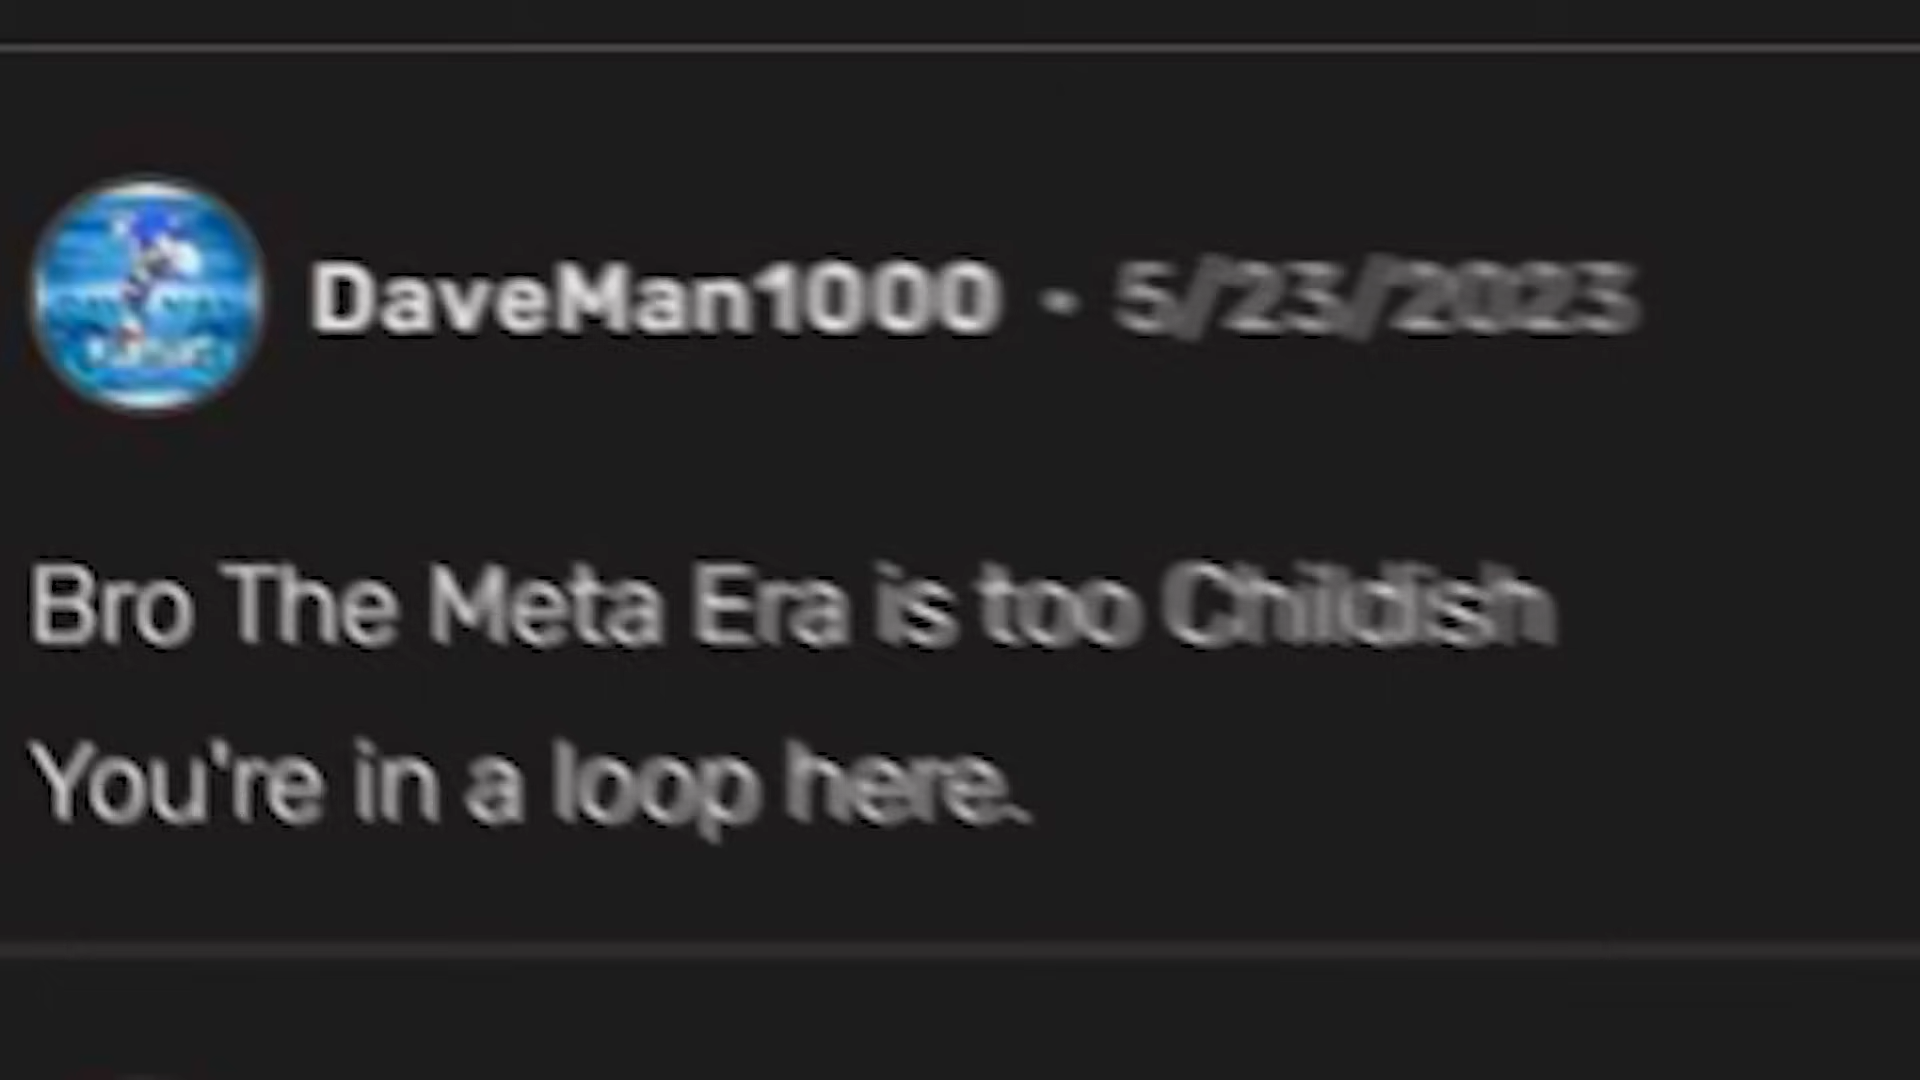 DaveMan1000 • 5/23/2023
Bro The Meta Era is too Childish
You're in a loop here.